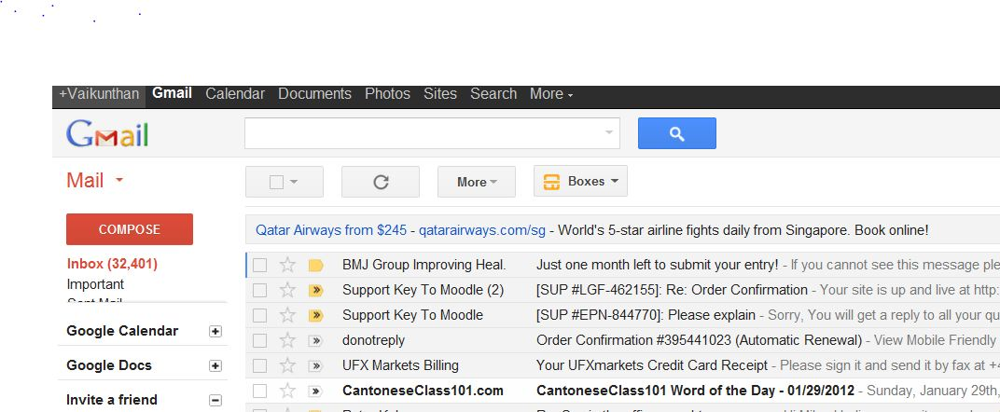 +Vaikunthan Gmail Calendar Documents Photos Sites Search More
Gmail
Mail
More
Boxes
COMPOSE
Qatar Airways from $245 - qatarairways.com/sg - World's 5-star airline fights daily from Singapore. Book online!
Inbox (32,401)
Important
Sent Mail
Google Calendar
Google Docs
Invite a friend
BMJ Group Improving Heal. Just one month left to submit your entry! - If you cannot see this message ple
Support Key To Moodle (2) [SUP #LGF-462155]: Re: Order Confirmation - Your site is up and live at http:
Support Key To Moodle [SUP #EPN-844770]: Please explain - Sorry, You will get a reply to all your qu
donotreply Order Confirmation #395441023 (Automatic Renewal) - View Mobile Friendly
UFX Markets Billing Your UFXmarkets Credit Card Receipt - Please sign it and send it by fax at +4
CantoneseClass101.com CantoneseClass101 Word of the Day - 01/29/2012 - Sunday, January 29th,